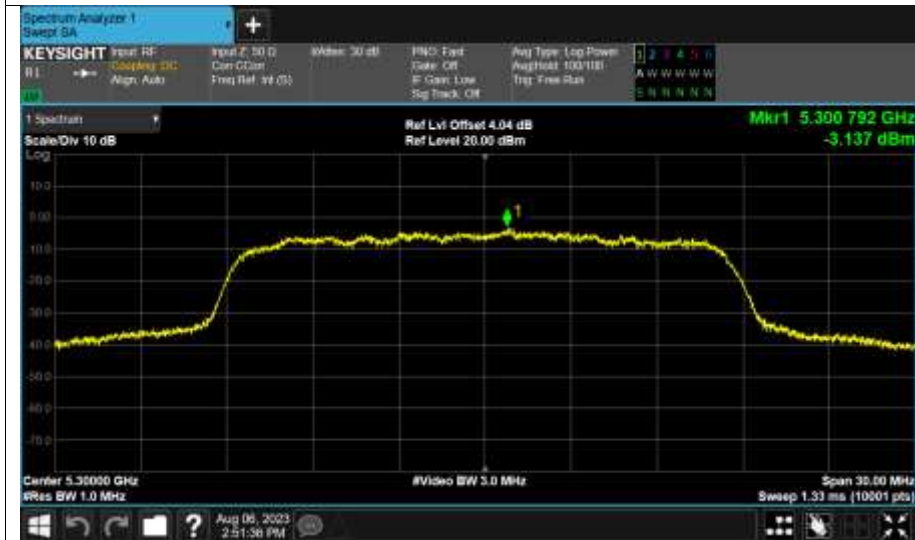 Spectrum Analyzer 1
Swept SA
+
KEYSIGHT Input: RF
Coupling: DC
Align: Auto
Input Z: 50 Ω
Corr CCorr
Freq Ref: Int (S)
#Atten: 30 dB
PNO: Fast
Gate: Off
IF Gain: Low
Sig Track: Off
Avg Type: Log-Power
Avg|Hold: 100/100
Trig: Free Run
1 2 3 4 5 6
A W W W W W
S N N N N N
1 Spectrum
Scale/Div 10 dB
Log
Ref Lvl Offset 4.04 dB
Ref Level 20.00 dBm
Mkr1 5.300 792 GHz
-3.137 dBm
10.0
0.00
-10.0
-20.0
-30.0
-40.0
-50.0
-60.0
-70.0
1
Center 5.30000 GHz
#Res BW 1.0 MHz
#Video BW 3.0 MHz
Span 30.00 MHz
Sweep 1.33 ms (10001 pts)
?
Aug 06, 2023
2:51:36 PM